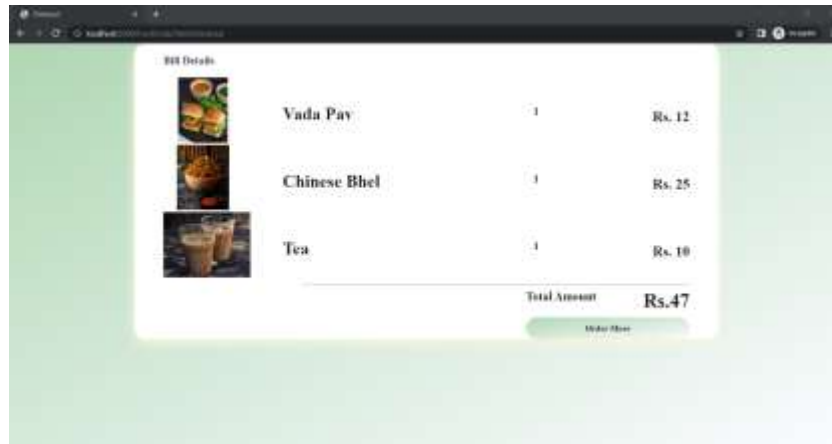 localhost
Bill Details
Vada Pav 1 Rs. 12
Chinese Bhel 1 Rs. 25
Tea 1 Rs. 10
Total Amount Rs.47
Order More